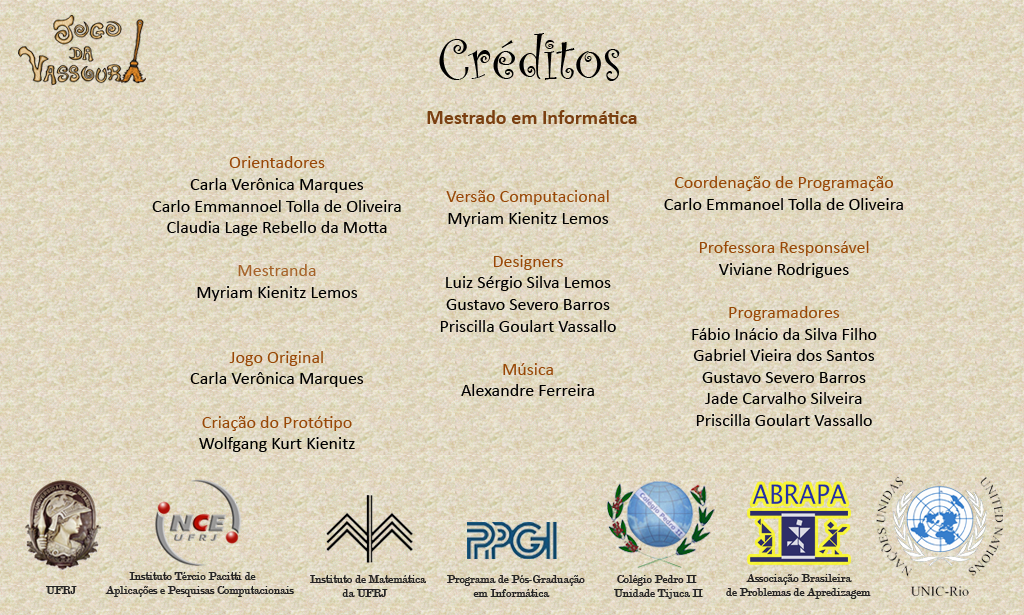 JOGO
DA
VASSOURA
Créditos
Mestrado em Informática
Orientadores
Carla Verônica Marques
Carlo Emmannoel Tolla de Oliveira
Claudia Lage Rebello da Motta
Mestranda
Myriam Kienitz Lemos
Jogo Original
Carla Verônica Marques
Criação do Protótipo
Wolfgang Kurt Kienitz
Versão Computacional
Myriam Kienitz Lemos
Designers
Luiz Sérgio Silva Lemos
Gustavo Severo Barros
Priscilla Goulart Vassallo
Música
Alexandre Ferreira
Coordenação de Programação
Carlo Emmanoel Tolla de Oliveira
Professora Responsável
Viviane Rodrigues
Programadores
Fábio Inácio da Silva Filho
Gabriel Vieira dos Santos
Gustavo Severo Barros
Jade Carvalho Silveira
Priscilla Goulart Vassallo
UFRJ
NCE
UFRJ
Instituto Tércio Pacitti de
Aplicações e Pesquisas Computacionais
Instituto de Matemática
da UFRJ
PPGI
Programa de Pós-Graduação
em Informática
Colégio Pedro II
Colégio Pedro II
Unidade Tijuca II
ABRAPA
Associação Brasileira
de Problemas de Apredizagem
NAÇÕES UNIDAS
UNITED NATIONS
UNIC-Rio